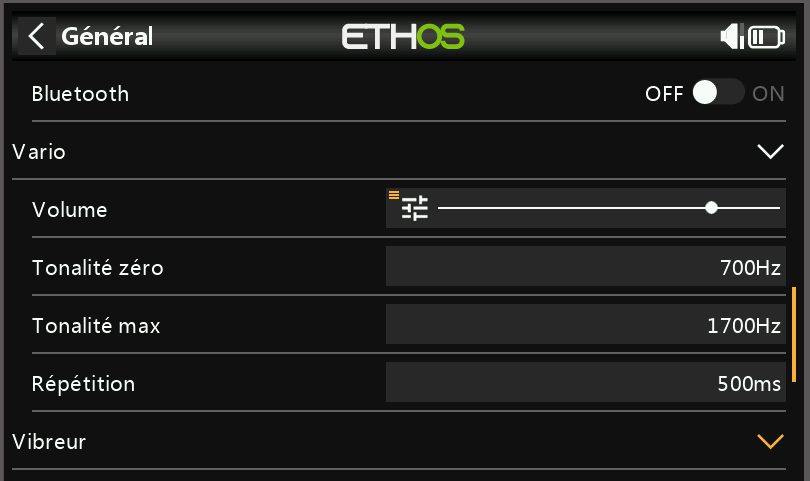 Général
ETHOS
Bluetooth OFF ON
Vario
Volume
Tonalité zéro 700Hz
Tonalité max 1700Hz
Répétition 500ms
Vibreur